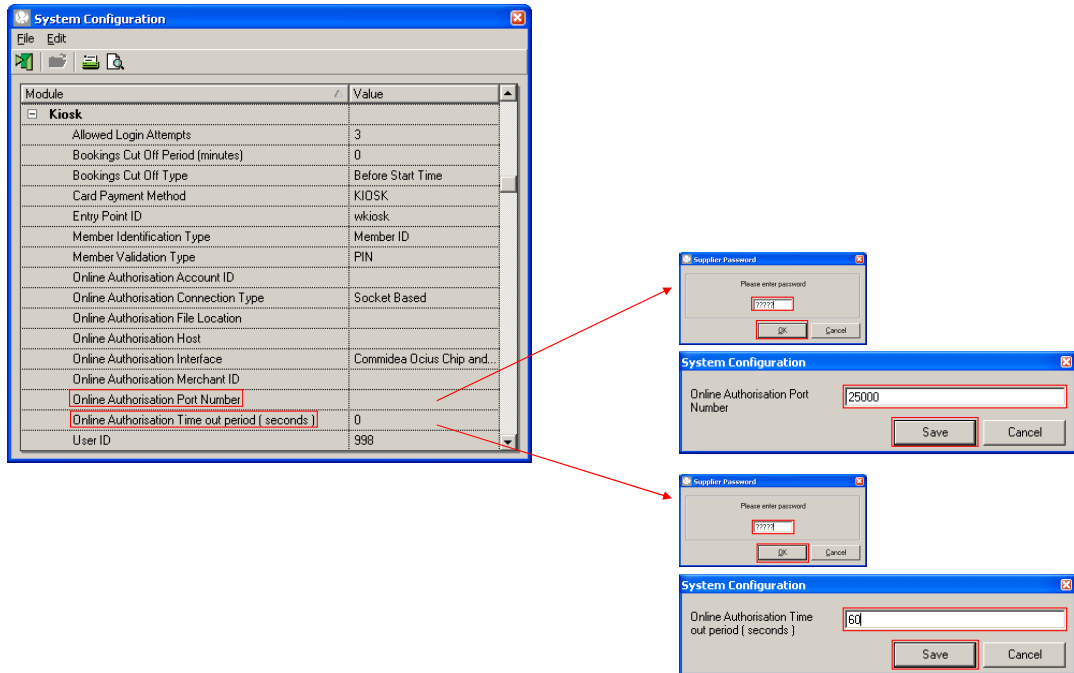 System Configuration
File Edit
Module Value
Kiosk
Allowed Login Attempts 3
Bookings Cut Off Period (minutes) 0
Bookings Cut Off Type Before Start Time
Card Payment Method KIOSK
Entry Point ID wkiosk
Member Identification Type Member ID
Member Validation Type PIN
Online Authorisation Account ID
Online Authorisation Connection Type Socket Based
Online Authorisation File Location
Online Authorisation Host
Online Authorisation Interface Commidea Ocius Chip and...
Online Authorisation Merchant ID
Online Authorisation Port Number
Online Authorisation Time out period ( seconds ) 0
User ID 998
Supplier Password
Please enter password
?????
OK Cancel
System Configuration
Online Authorisation Port
Number
25000
Save Cancel
Supplier Password
Please enter password
?????
OK Cancel
System Configuration
Online Authorisation Time
out period ( seconds )
60
Save Cancel